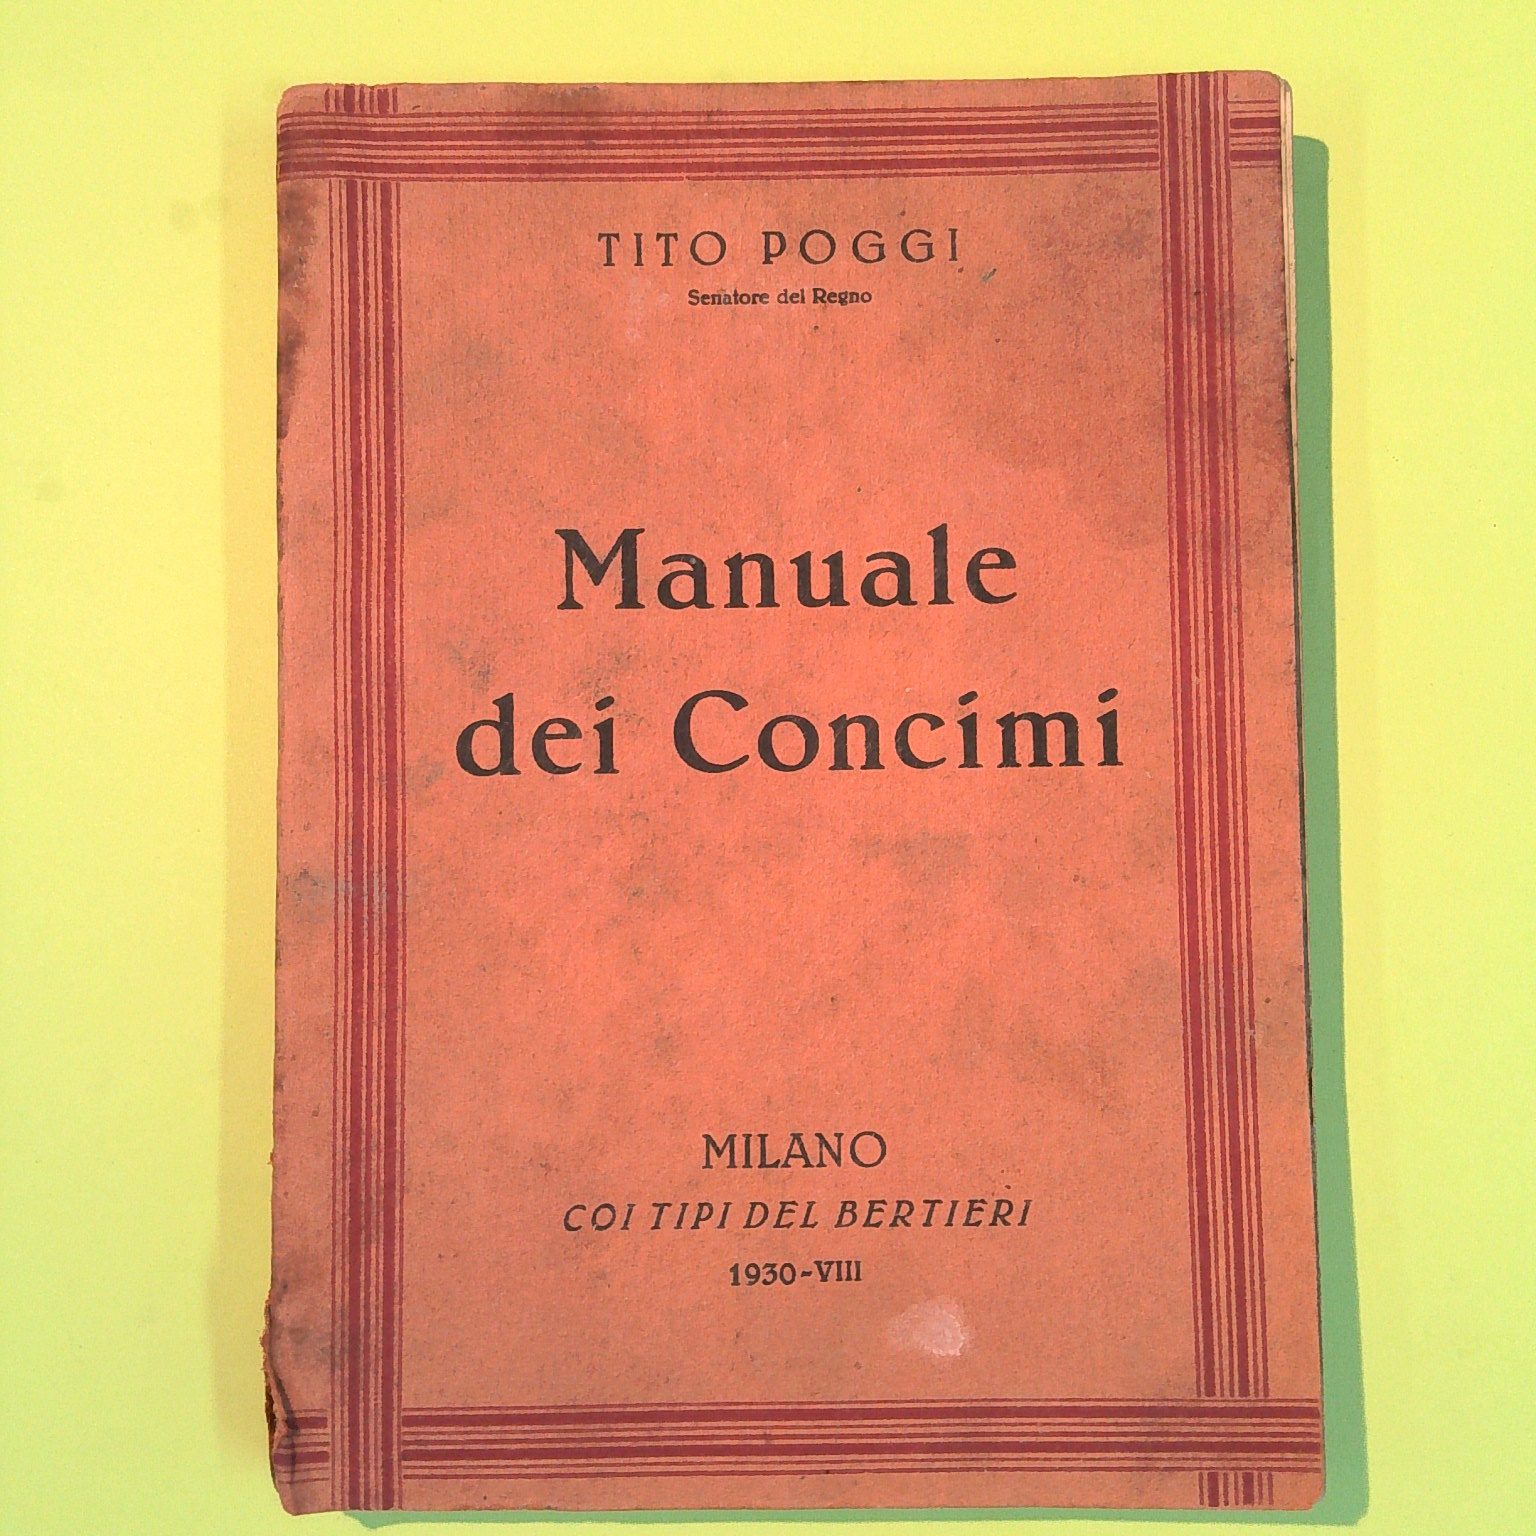 TITO POGGI
Senatore del Regno
Manuale
dei Concimi
MILANO
COI TIPI DEL BERTIERI
1930-VIII